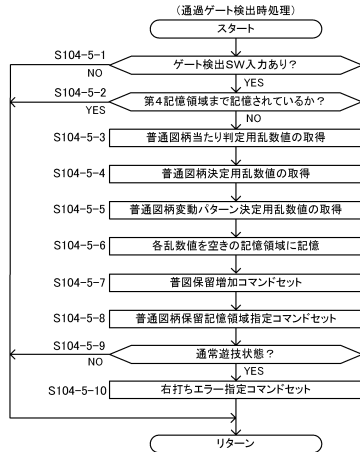 (通過ゲート検出時処理)
スタート
S104-5-1
ゲート検出SW入力あり?
NO
YES
S104-5-2
第4記憶領域まで記憶されているか?
YES
NO
S104-5-3
普通図柄当たり判定用乱数値の取得
S104-5-4
普通図柄決定用乱数値の取得
S104-5-5
普通図柄変動パターン決定用乱数値の取得
S104-5-6
各乱数値を空きの記憶領域に記憶
S104-5-7
普図保留増加コマンドセット
S104-5-8
普通図柄保留記憶領域指定コマンドセット
S104-5-9
通常遊技状態?
NO
YES
S104-5-10
右打ちエラー指定コマンドセット
リターン